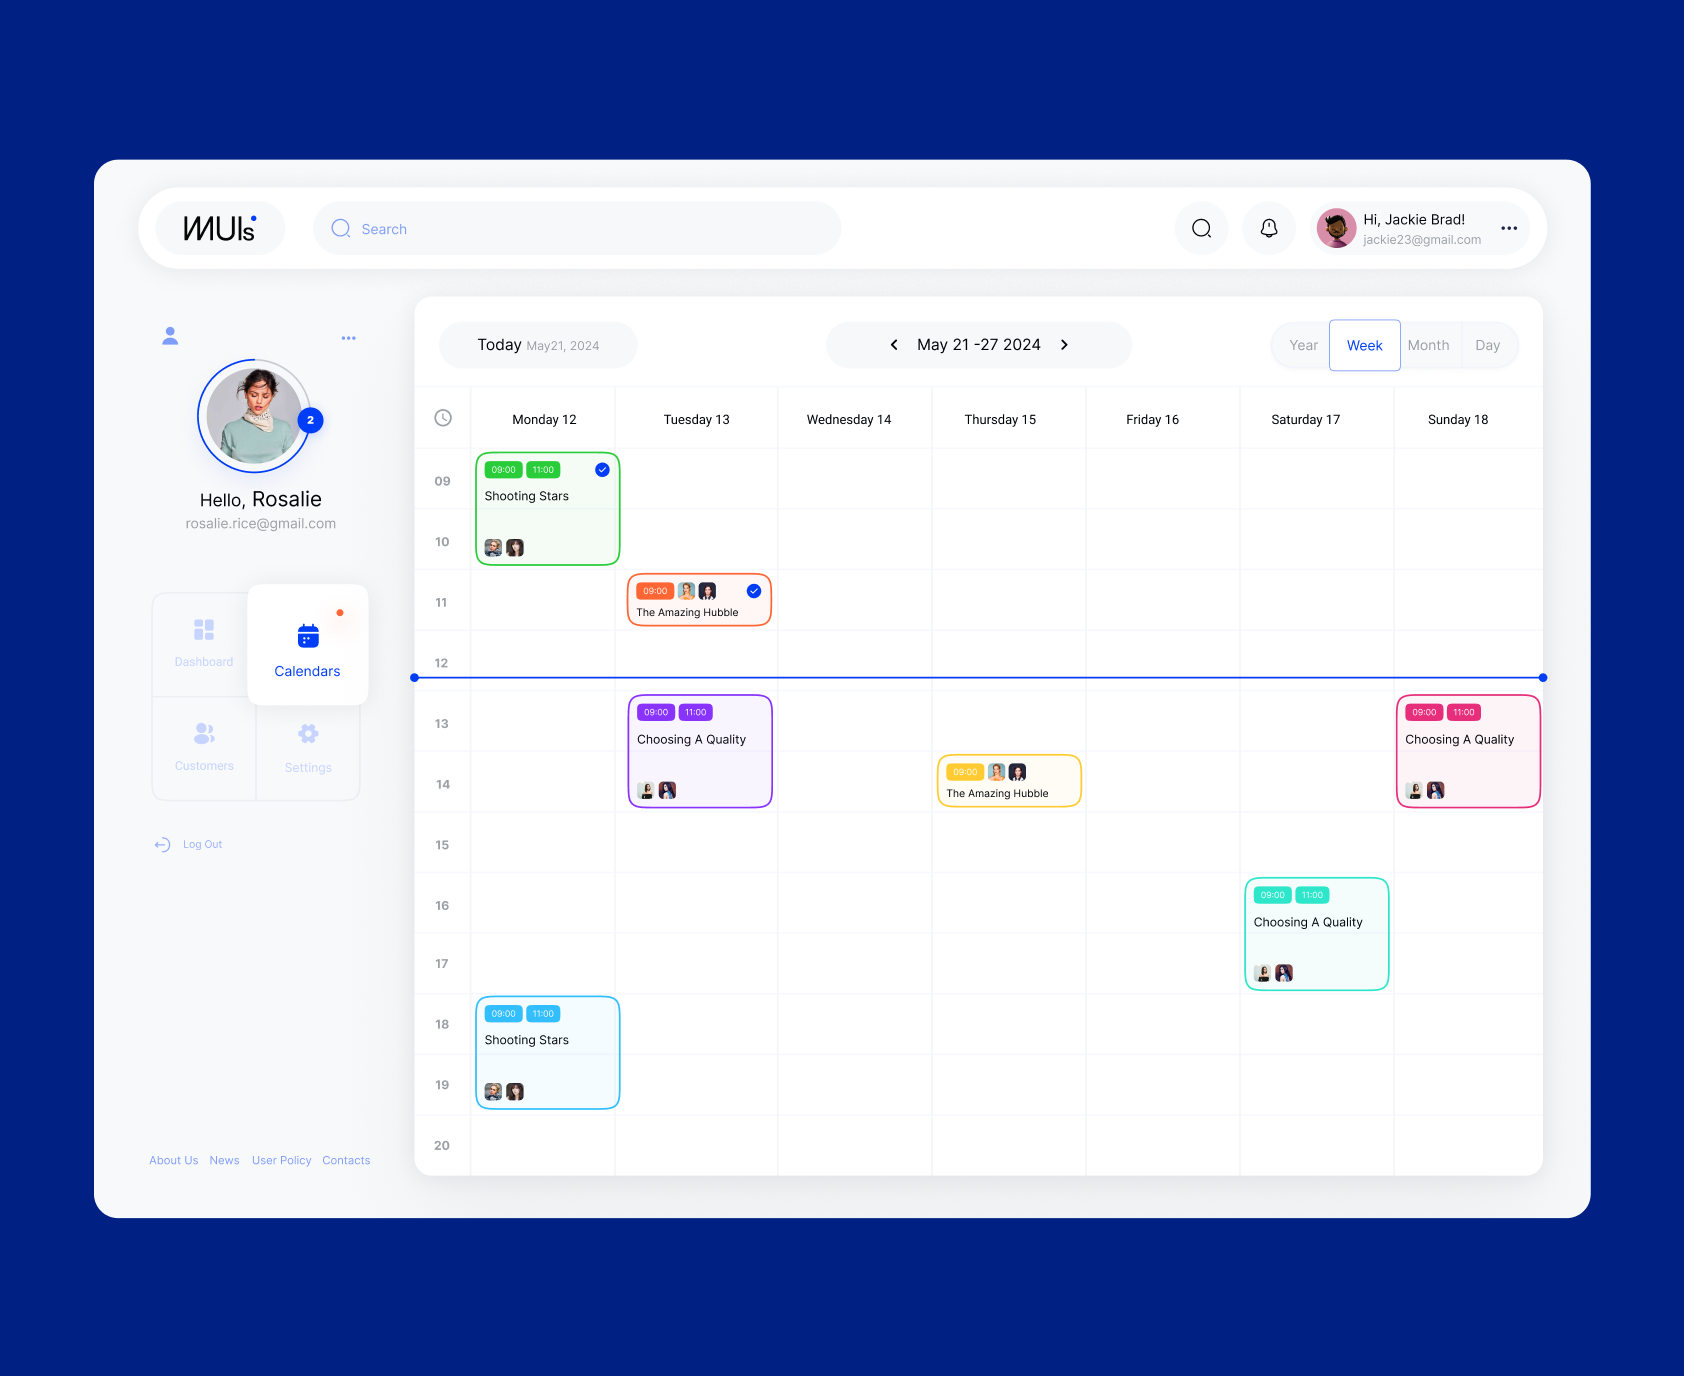 IMUIs
Search
Hi, Jackie Brad!
jackie23@gmail.com
2
Hello, Rosalie
rosalie.rice@gmail.com
Dashboard
Calendars
Customers
Settings
Log Out
About Us News User Policy Contacts
Today May21, 2024
May 21 -27 2024
Year Week Month Day
Monday 12 Tuesday 13 Wednesday 14 Thursday 15 Friday 16 Saturday 17 Sunday 18
09
10
11
12
13
14
15
16
17
18
19
20
09:00 11:00
Shooting Stars
09:00
The Amazing Hubble
09:00 11:00
Choosing A Quality
09:00
The Amazing Hubble
09:00 11:00
Choosing A Quality
09:00 11:00
Choosing A Quality
09:00 11:00
Shooting Stars